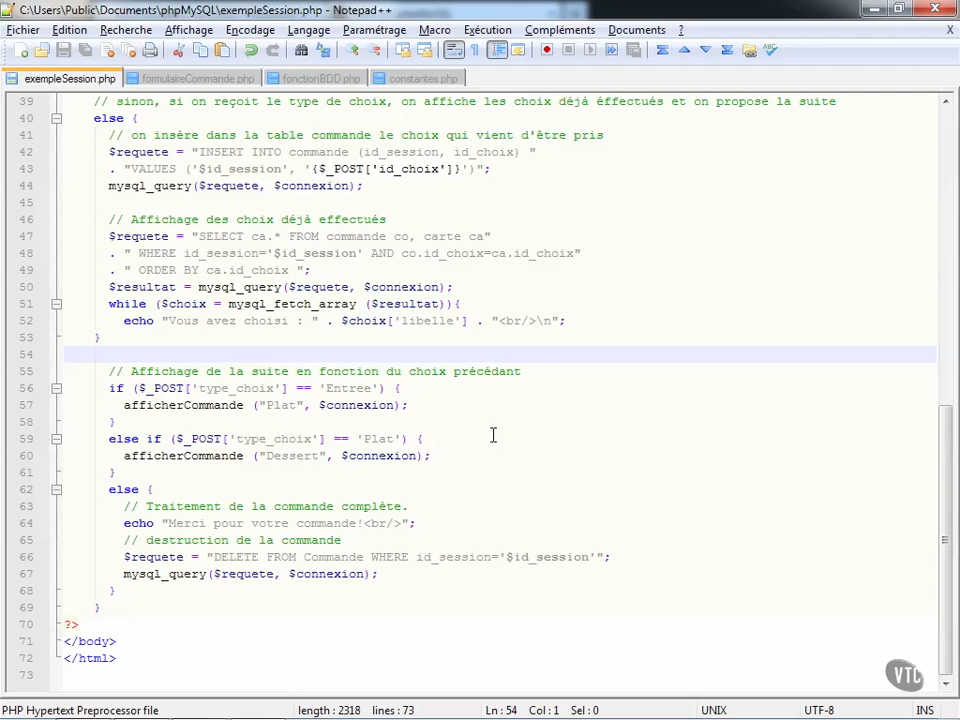 C:\Users\Public\Documents\phpMySQL\exempleSession.php - Notepad++
Fichier Edition Recherche Affichage Encodage Langage Paramétrage Macro Exécution Compléments Documents ? X
exempleSession.php formulaireCommande.php fonctionBDD.php constantes.php
39 // sinon, si on reçoit le type de choix, on affiche les choix déjà éffectués et on propose la suite
40 else {
41 // on insère dans la table commande le choix qui vient d'être pris
42 $requete = "INSERT INTO commande (id_session, id_choix) "
43 . "VALUES ('$id_session', '{$_POST['id_choix']}')";
44 mysql_query($requete, $connexion);
45
46 // Affichage des choix déjà effectués
47 $requete = "SELECT ca.* FROM commande co, carte ca"
48 . " WHERE id_session='$id_session' AND co.id_choix=ca.id_choix"
49 . " ORDER BY ca.id_choix ";
50 $resultat = mysql_query($requete, $connexion);
51 while ($choix = mysql_fetch_array ($resultat)){
52 echo "Vous avez choisi : " . $choix['libelle'] . "<br/>\n";
53 }
54
55 // Affichage de la suite en fonction du choix précédant
56 if ($_POST['type_choix'] == 'Entree') {
57 afficherCommande ("Plat", $connexion);
58 }
59 else if ($_POST['type_choix'] == 'Plat') {
60 afficherCommande ("Dessert", $connexion);
61 }
62 else {
63 // Traitement de la commande complète.
64 echo "Merci pour votre commande!<br/>";
65 // destruction de la commande
66 $requete = "DELETE FROM Commande WHERE id_session='$id_session'";
67 mysql_query($requete, $connexion);
68 }
69 }
70 ?>
71 </body>
72 </html>
73
VTC
PHP Hypertext Preprocessor file length : 2318 lines : 73 Ln : 54 Col : 1 Sel : 0 UNIX UTF-8 INS